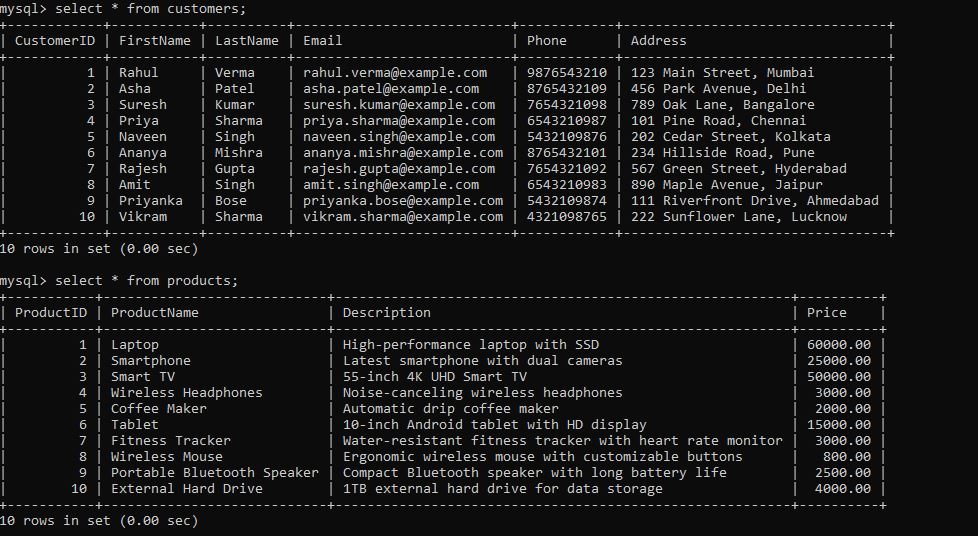 mysql> select * from customers;
+------------+-----------+----------+---------------------------+------------+---------------------------------+
| CustomerID | FirstName | LastName | Email                     | Phone      | Address                         |
+------------+-----------+----------+---------------------------+------------+---------------------------------+
|          1 | Rahul     | Verma    | rahul.verma@example.com   | 9876543210 | 123 Main Street, Mumbai         |
|          2 | Asha      | Patel    | asha.patel@example.com    | 8765432109 | 456 Park Avenue, Delhi          |
|          3 | Suresh    | Kumar    | suresh.kumar@example.com  | 7654321098 | 789 Oak Lane, Bangalore         |
|          4 | Priya     | Sharma   | priya.sharma@example.com  | 6543210987 | 101 Pine Road, Chennai          |
|          5 | Naveen    | Singh    | naveen.singh@example.com  | 5432109876 | 202 Cedar Street, Kolkata       |
|          6 | Ananya    | Mishra   | ananya.mishra@example.com | 8765432101 | 234 Hillside Road, Pune         |
|          7 | Rajesh    | Gupta    | rajesh.gupta@example.com  | 7654321092 | 567 Green Street, Hyderabad     |
|          8 | Amit      | Singh    | amit.singh@example.com    | 6543210983 | 890 Maple Avenue, Jaipur        |
|          9 | Priyanka  | Bose     | priyanka.bose@example.com | 5432109874 | 111 Riverfront Drive, Ahmedabad |
|         10 | Vikram    | Sharma   | vikram.sharma@example.com | 4321098765 | 222 Sunflower Lane, Lucknow     |
+------------+-----------+----------+---------------------------+------------+---------------------------------+
10 rows in set (0.00 sec)
mysql> select * from products;
+-----------+----------------------------+---------------------------------------------------------+----------+
| ProductID | ProductName                | Description                                             | Price    |
+-----------+----------------------------+---------------------------------------------------------+----------+
|         1 | Laptop                     | High-performance laptop with SSD                        | 60000.00 |
|         2 | Smartphone                 | Latest smartphone with dual cameras                     | 25000.00 |
|         3 | Smart TV                   | 55-inch 4K UHD Smart TV                                 | 50000.00 |
|         4 | Wireless Headphones        | Noise-canceling wireless headphones                     |  3000.00 |
|         5 | Coffee Maker               | Automatic drip coffee maker                             |  2000.00 |
|         6 | Tablet                     | 10-inch Android tablet with HD display                  | 15000.00 |
|         7 | Fitness Tracker            | Water-resistant fitness tracker with heart rate monitor |  3000.00 |
|         8 | Wireless Mouse             | Ergonomic wireless mouse with customizable buttons      |   800.00 |
|         9 | Portable Bluetooth Speaker | Compact Bluetooth speaker with long battery life        |  2500.00 |
|        10 | External Hard Drive        | 1TB external hard drive for data storage                |  4000.00 |
+-----------+----------------------------+---------------------------------------------------------+----------+
10 rows in set (0.00 sec)